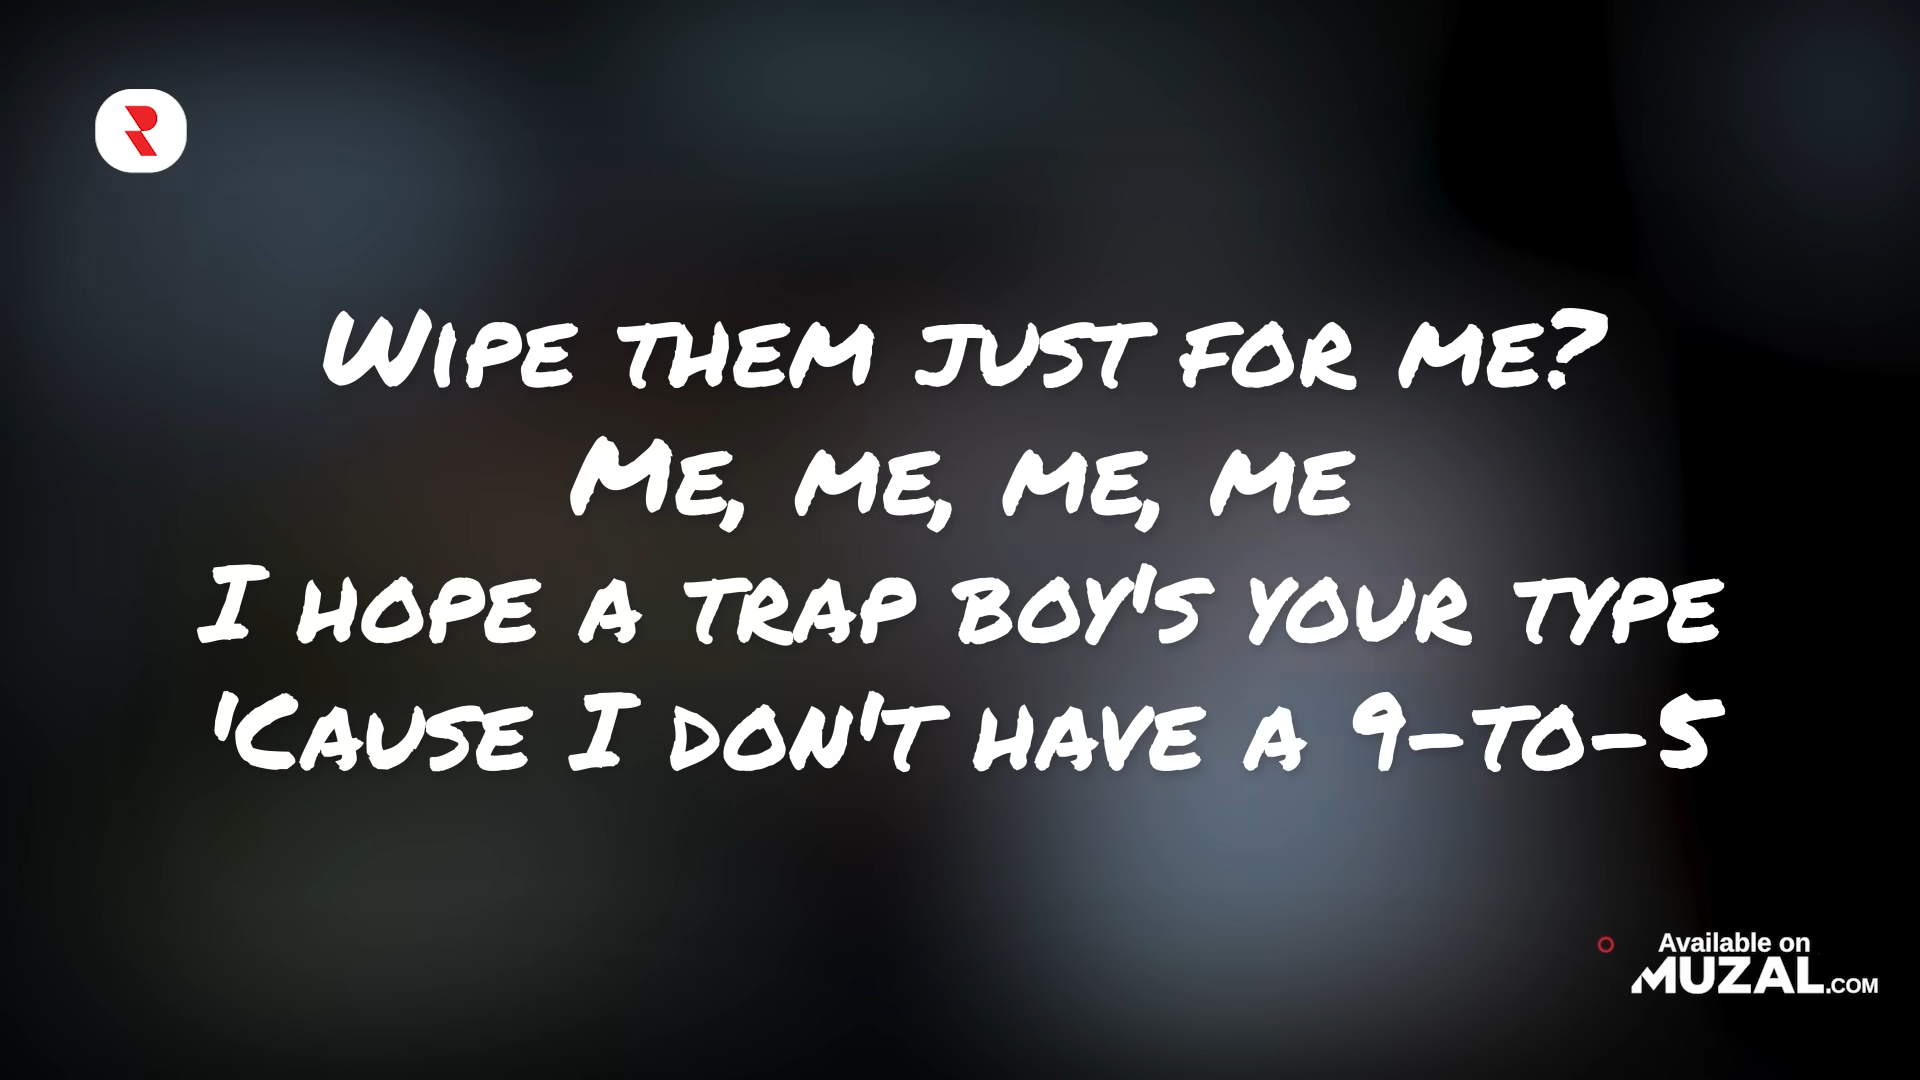 R
Wipe them just for me?
Me, me, me, me
I hope a trap boy's your type
'Cause I don't have a 9-to-5
Available on
MUZAL.COM